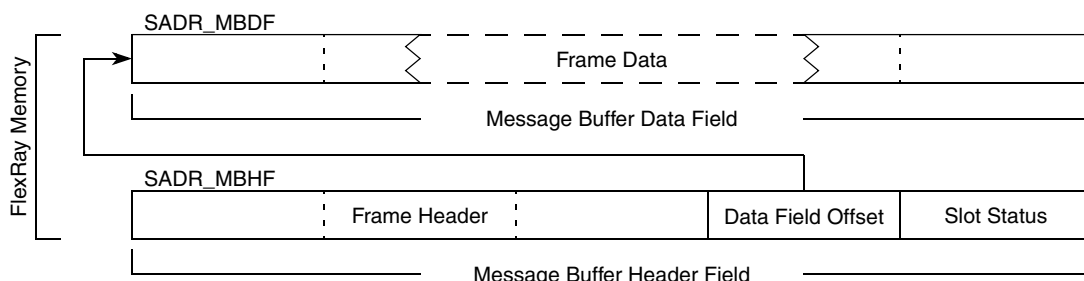 SADR_MBDF
Frame Data
Message Buffer Data Field
FlexRay Memory
SADR_MBHF
Frame Header
Data Field Offset
Slot Status
Message Buffer Header Field